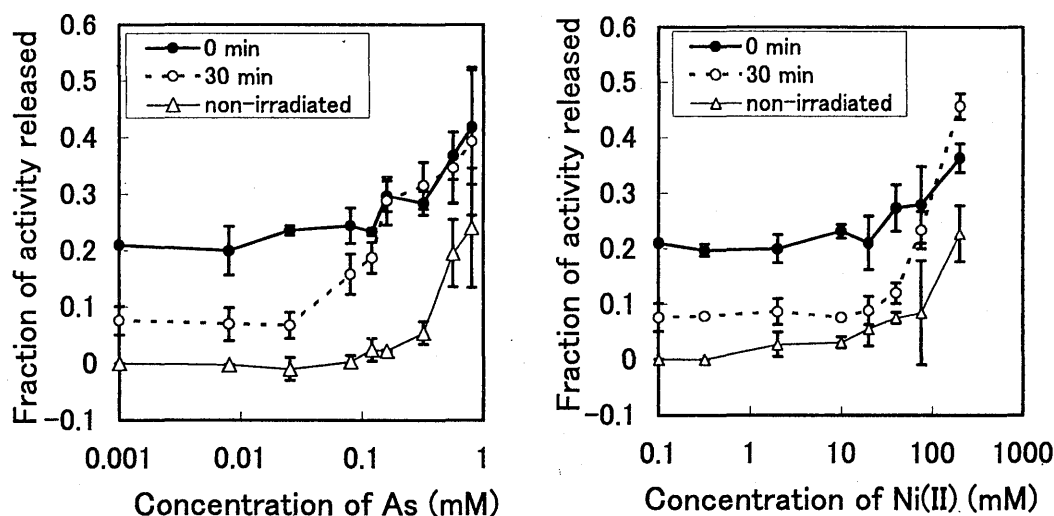 Fraction of activity released
0.6
0.5
0.4
0.3
0.2
0.1
0
-0.1
0 min
30 min
non-irradiated
0.001
0.01
0.1
1
Concentration of As (mM)
Fraction of activity released
0.6
0.5
0.4
0.3
0.2
0.1
0
-0.1
0 min
30 min
non-irradiated
0.1
1
10
100
1000
Concentration of Ni(II) (mM)